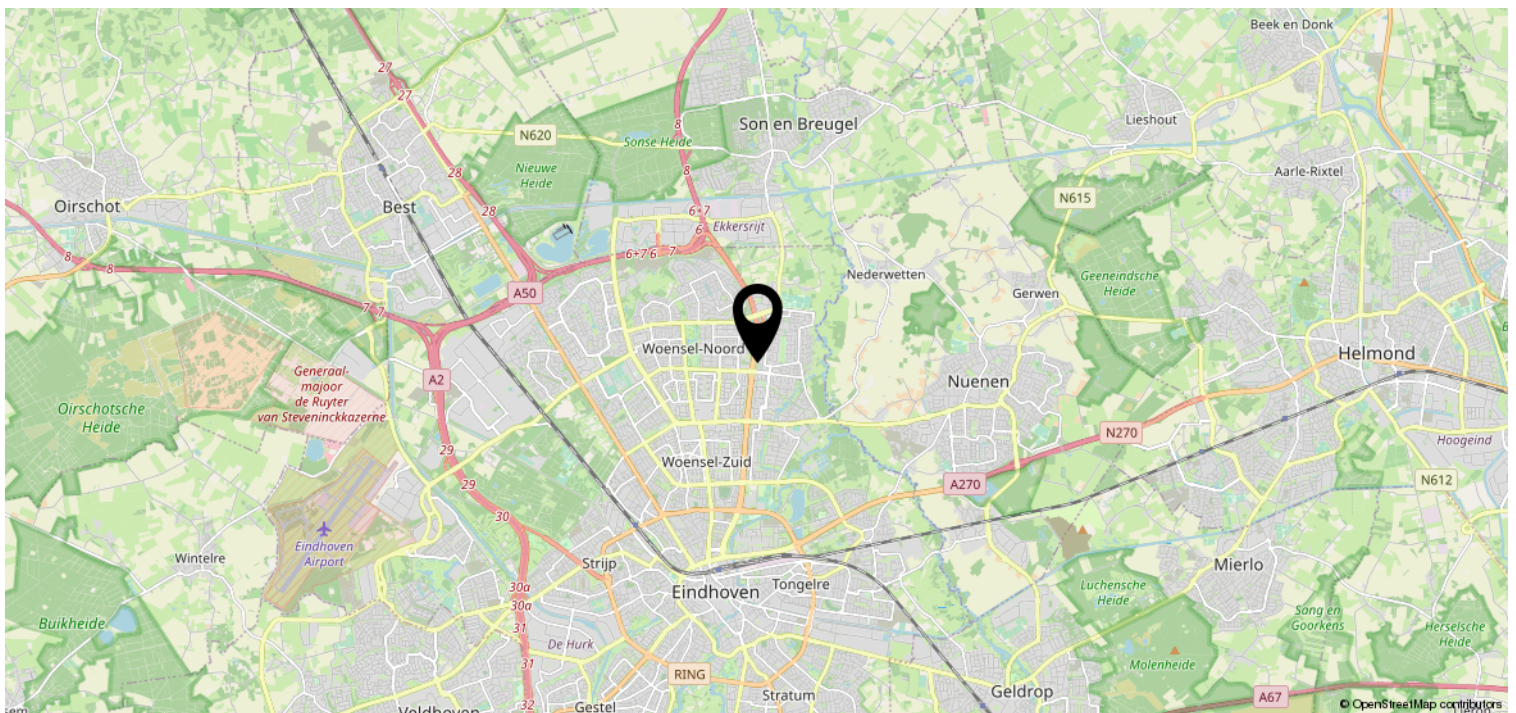 Beek en Donk
27
27
N620
8
Son en Breugel
Lieshout
Sonse Heide
Nieuwe
Heide
28
8
Aarle-Rixtel
N615
Oirschot
Best
28
6+7
6
Ekkersrijt
8
8
6+7
6
7
Nederwetten
Geeneindsche
Heide
A50
Gerwen
7
7
Woensel-Noord
Helmond
Generaal-
majoor
de Ruyter
van Steveninckkazerne
A2
Nuenen
Oirschotsche
Heide
N270
Hoogeind
29
Woensel-Zuid
29
A270
N612
30
Eindhoven
Airport
Wintelre
Strijp
Tongelre
Mierlo
30a
Eindhoven
Luchensche
Heide
30a
Buikheide
31
Sang en
Goorkens
Herselsche
Heide
De Hurk
31
Molenheide
RING
Geldrop
Stratum
A67
32
Gestel
Veldhoven
© OpenStreetMap contributors